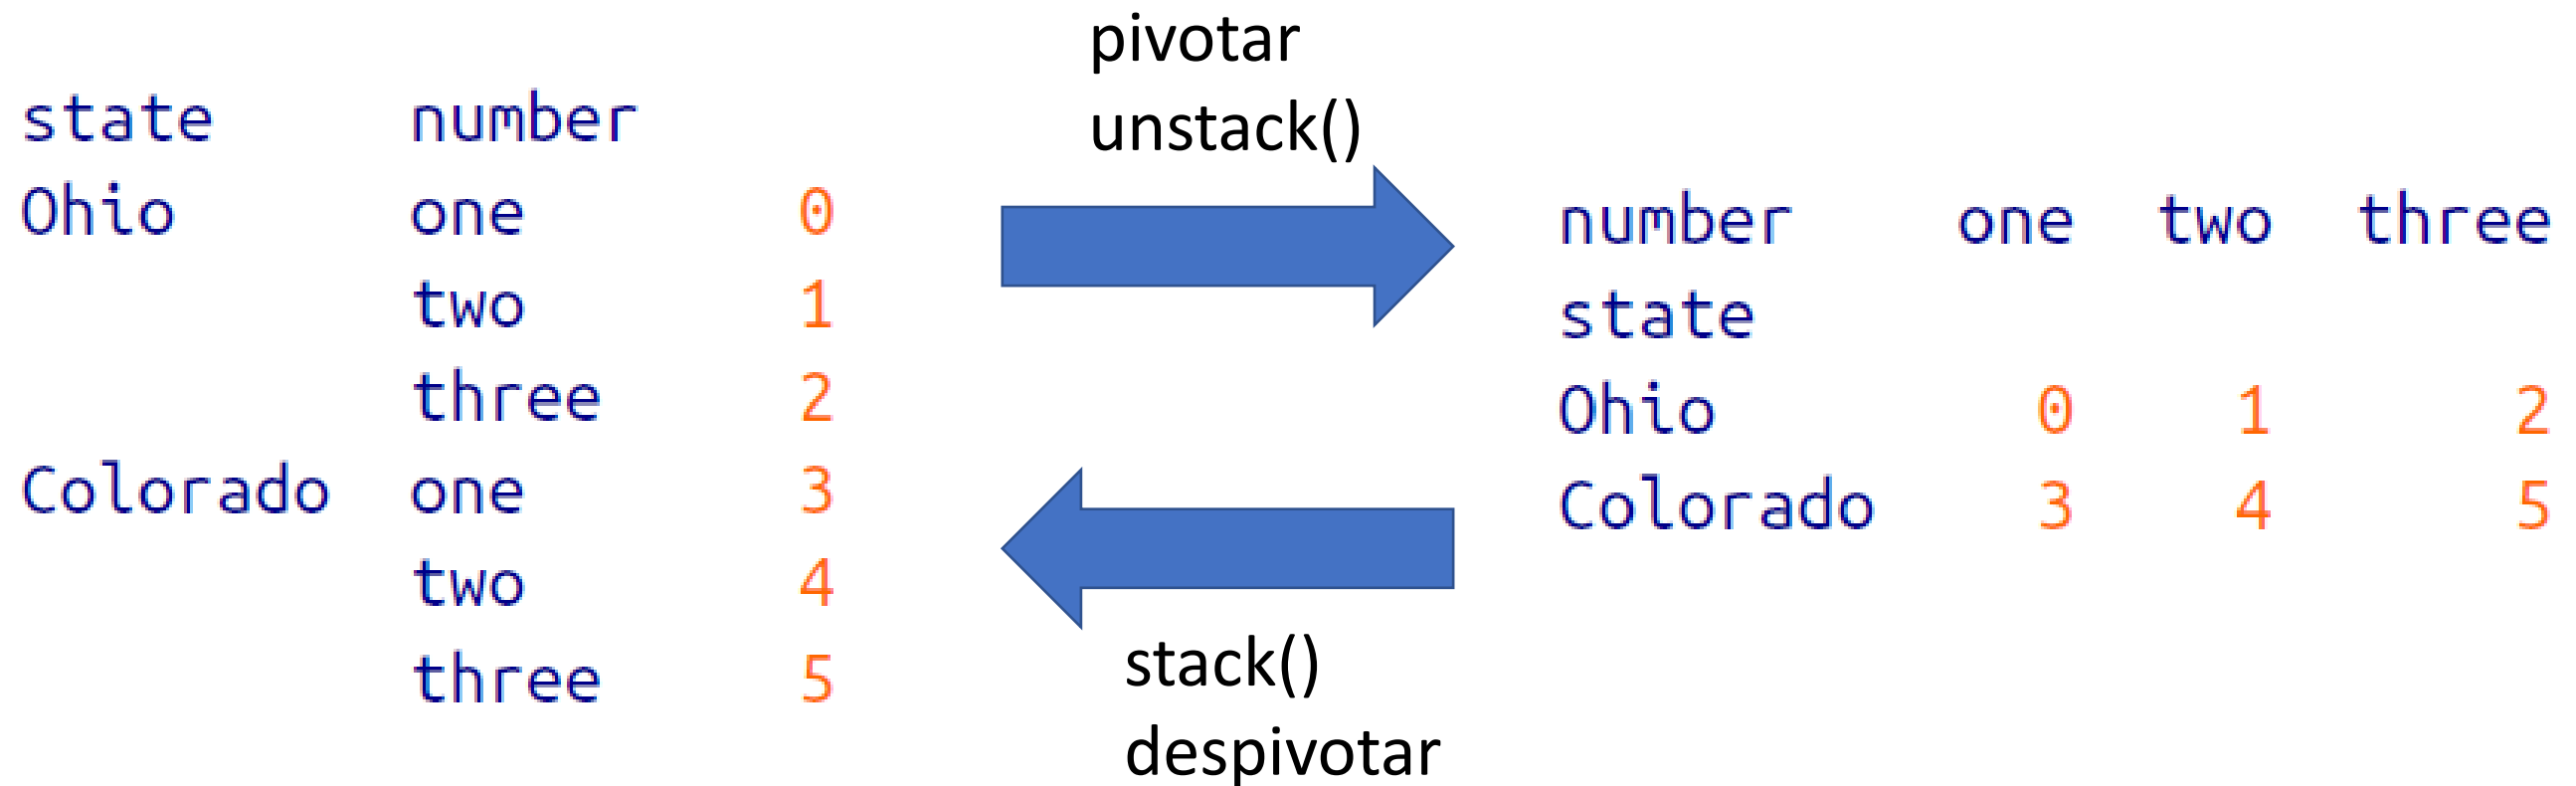 state number
Ohio one 0
two 1
three 2
Colorado one 3
two 4
three 5
pivotar
unstack()
stack()
despivotar
number one two three
state
Ohio 0 1 2
Colorado 3 4 5